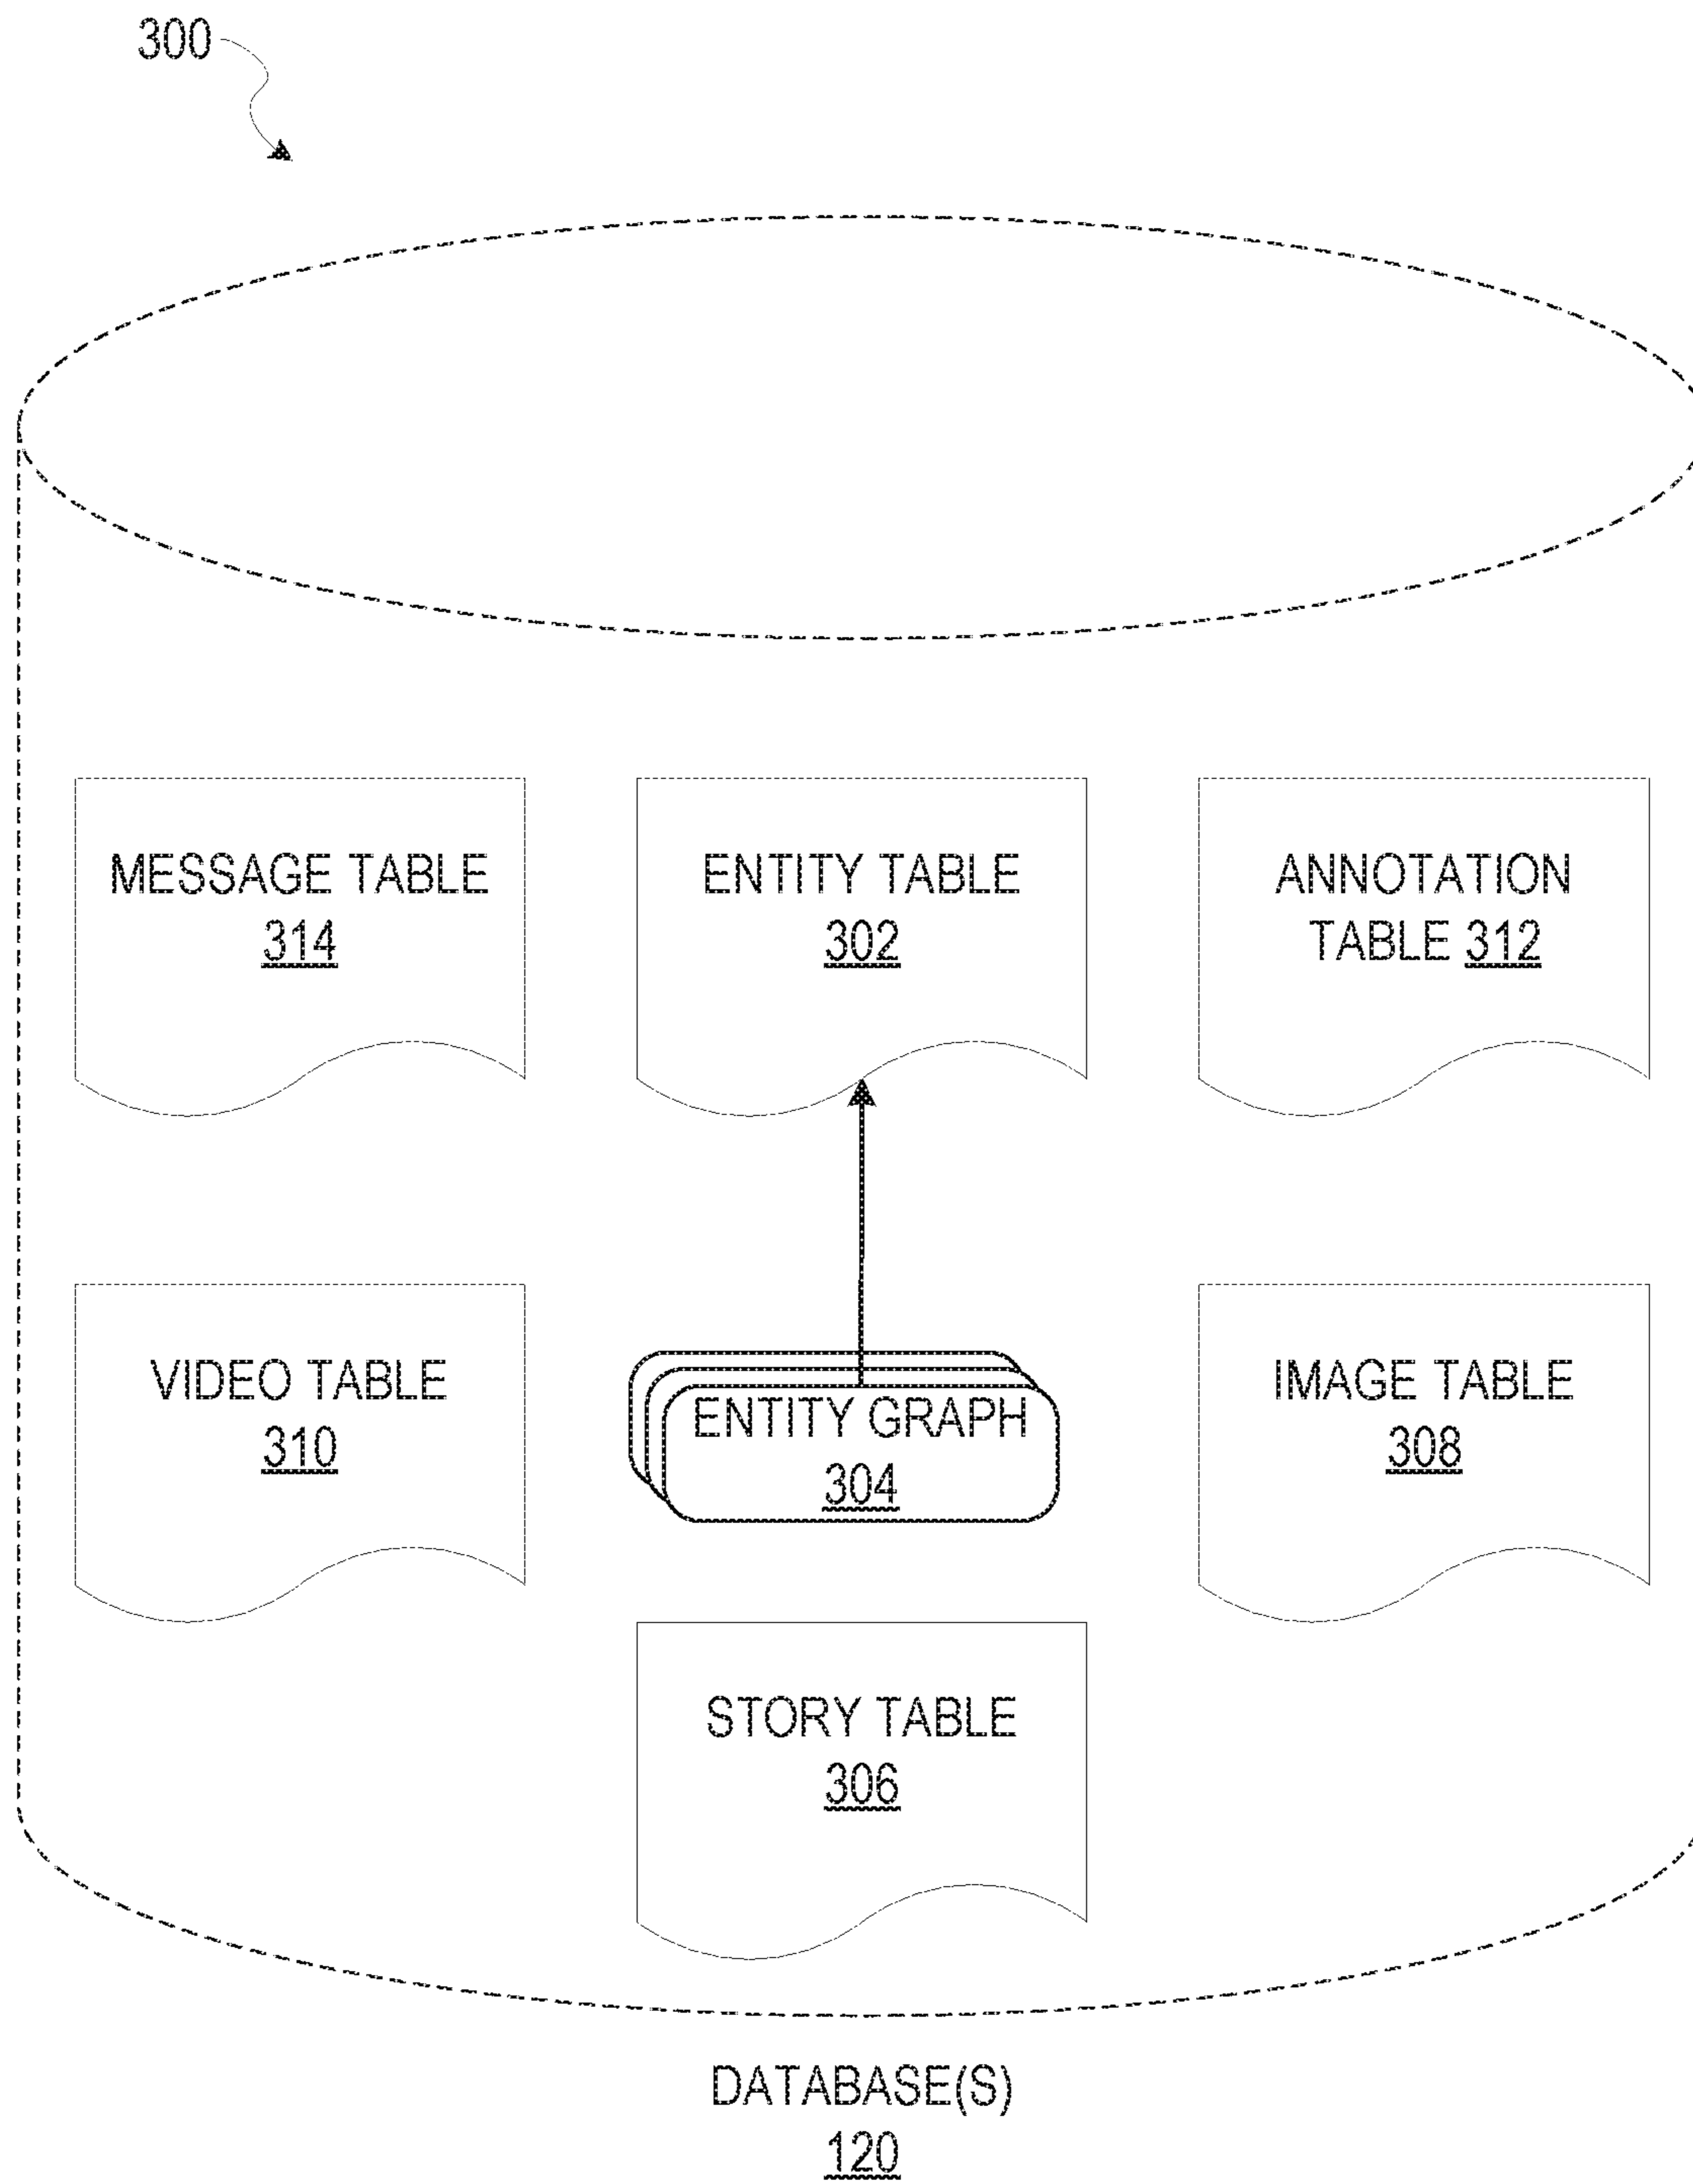 300
MESSAGE TABLE
314
ENTITY TABLE
302
ANNOTATION
TABLE 312
VIDEO TABLE
310
ENTITY GRAPH
304
IMAGE TABLE
308
STORY TABLE
306
DATABASE(S)
120